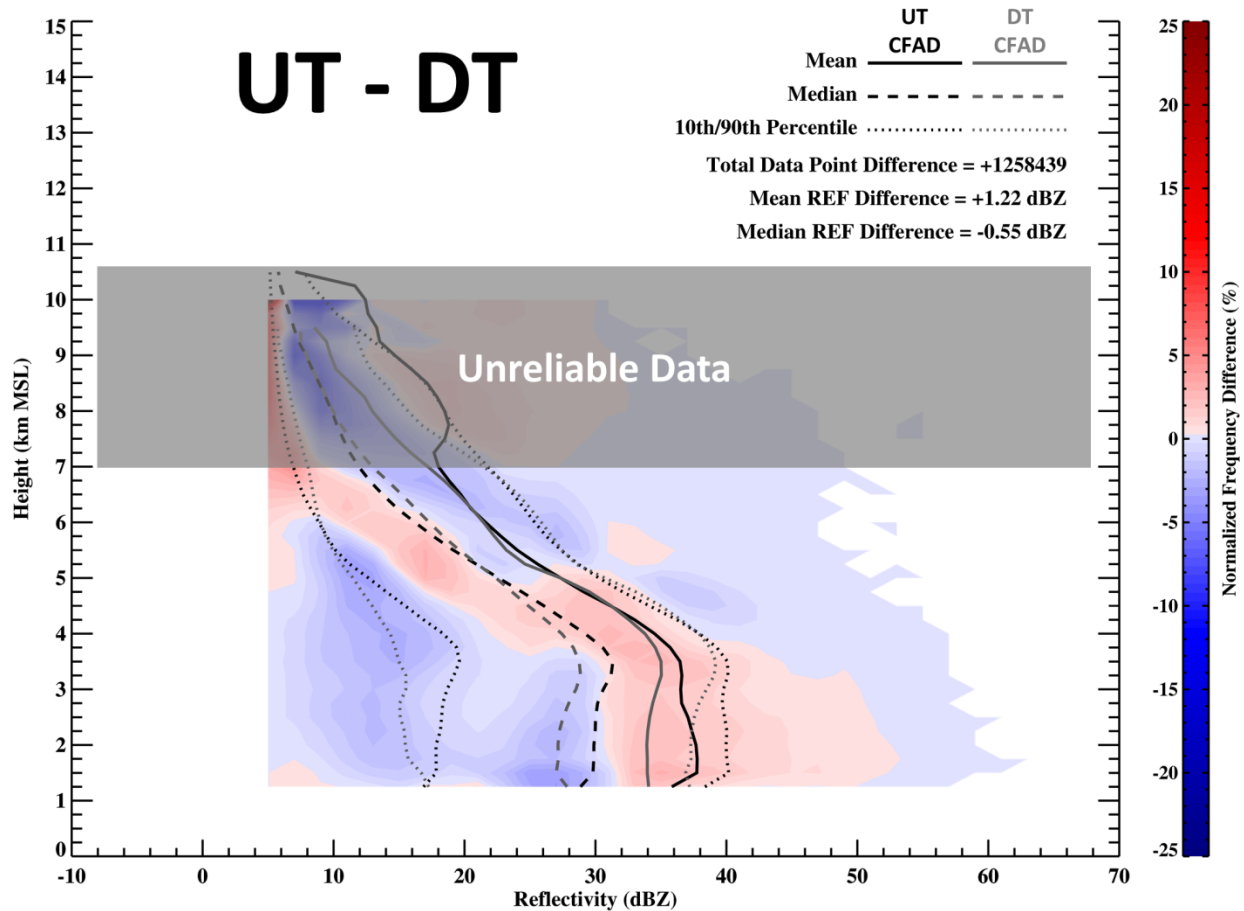 UT - DT
UT DT
CFAD CFAD
Mean
Median
10th/90th Percentile
Total Data Point Difference = +1258439
Mean REF Difference = +1.22 dBZ
Median REF Difference = -0.55 dBZ
Unreliable Data
Height (km MSL)
15
14
13
12
11
10
9
8
7
6
5
4
3
2
1
0
-10 0 10 20 30 40 50 60 70
Reflectivity (dBZ)
25
20
15
10
5
0
-5
-10
-15
-20
-25
Normalized Frequency Difference (%)